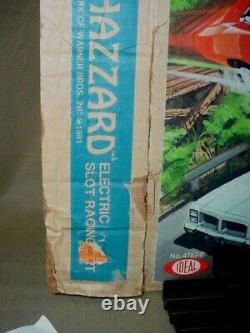 HAZZARD
RK OF WARNER BROS. INC © 1981
ELECTRIC
SLOT RACING
No. 4767-0
IDEAL